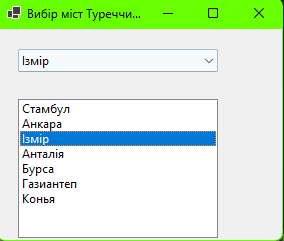 Вибір міст Туреччи...
Ізмір
Стамбул
Анкара
Ізмір
Анталія
Бурса
Газиантеп
Конья